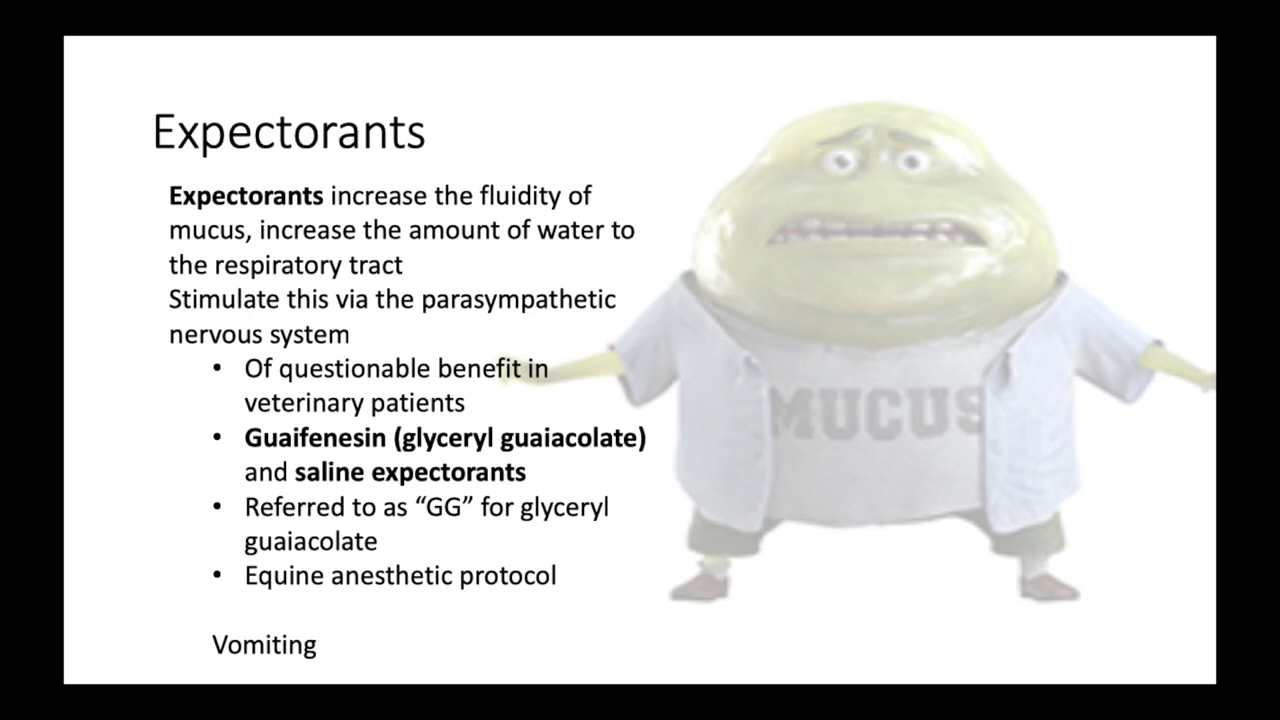 Expectorants
Expectorants increase the fluidity of
mucus, increase the amount of water to
the respiratory tract
Stimulate this via the parasympathetic
nervous system
• Of questionable benefit in
veterinary patients
• Guaifenesin (glyceryl guaiacolate)
and saline expectorants
• Referred to as “GG” for glyceryl
guaiacolate
• Equine anesthetic protocol
Vomiting
MUCUS